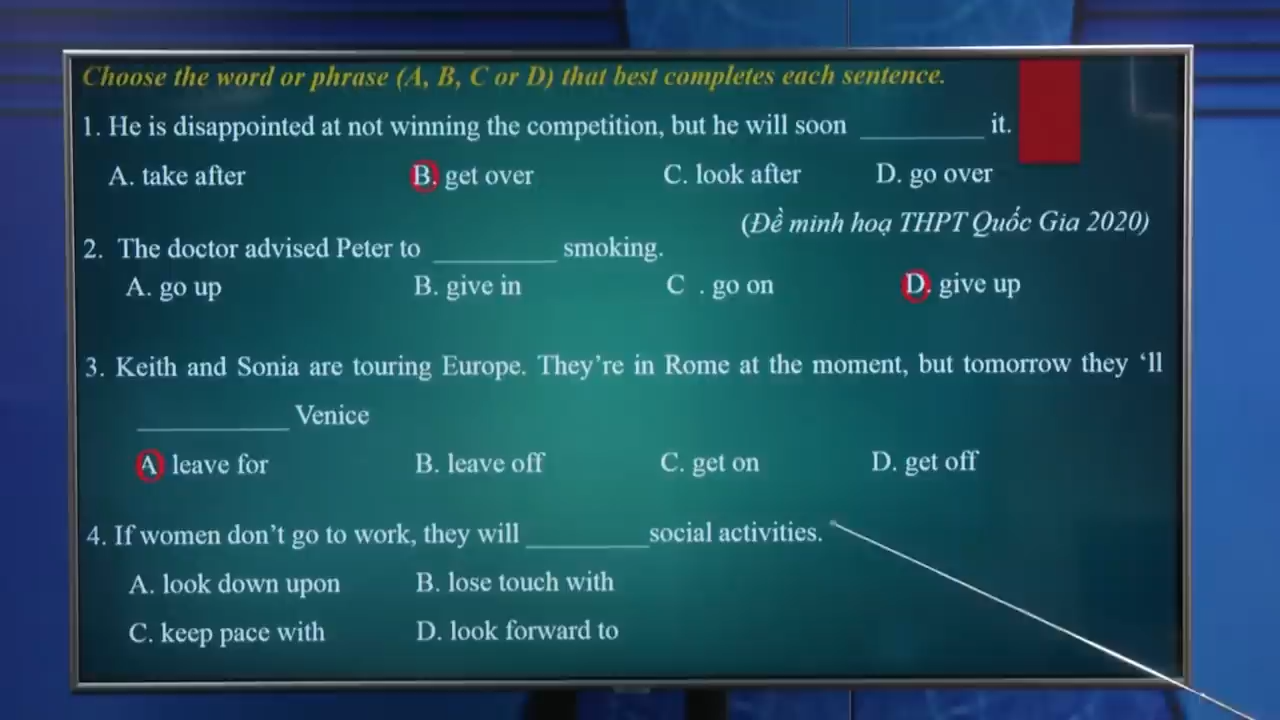 Choose the word or phrase (A, B, C or D) that best completes each sentence.
1. He is disappointed at not winning the competition, but he will soon _________ it.
A. take after B. get over C. look after D. go over
(Đề minh hoạ THPT Quốc Gia 2020)
2. The doctor advised Peter to _________ smoking.
A. go up B. give in C . go on D. give up
3. Keith and Sonia are touring Europe. They’re in Rome at the moment, but tomorrow they ‘ll
___________ Venice
A leave for B. leave off C. get on D. get off
4. If women don’t go to work, they will _________social activities.
A. look down upon B. lose touch with
C. keep pace with D. look forward to